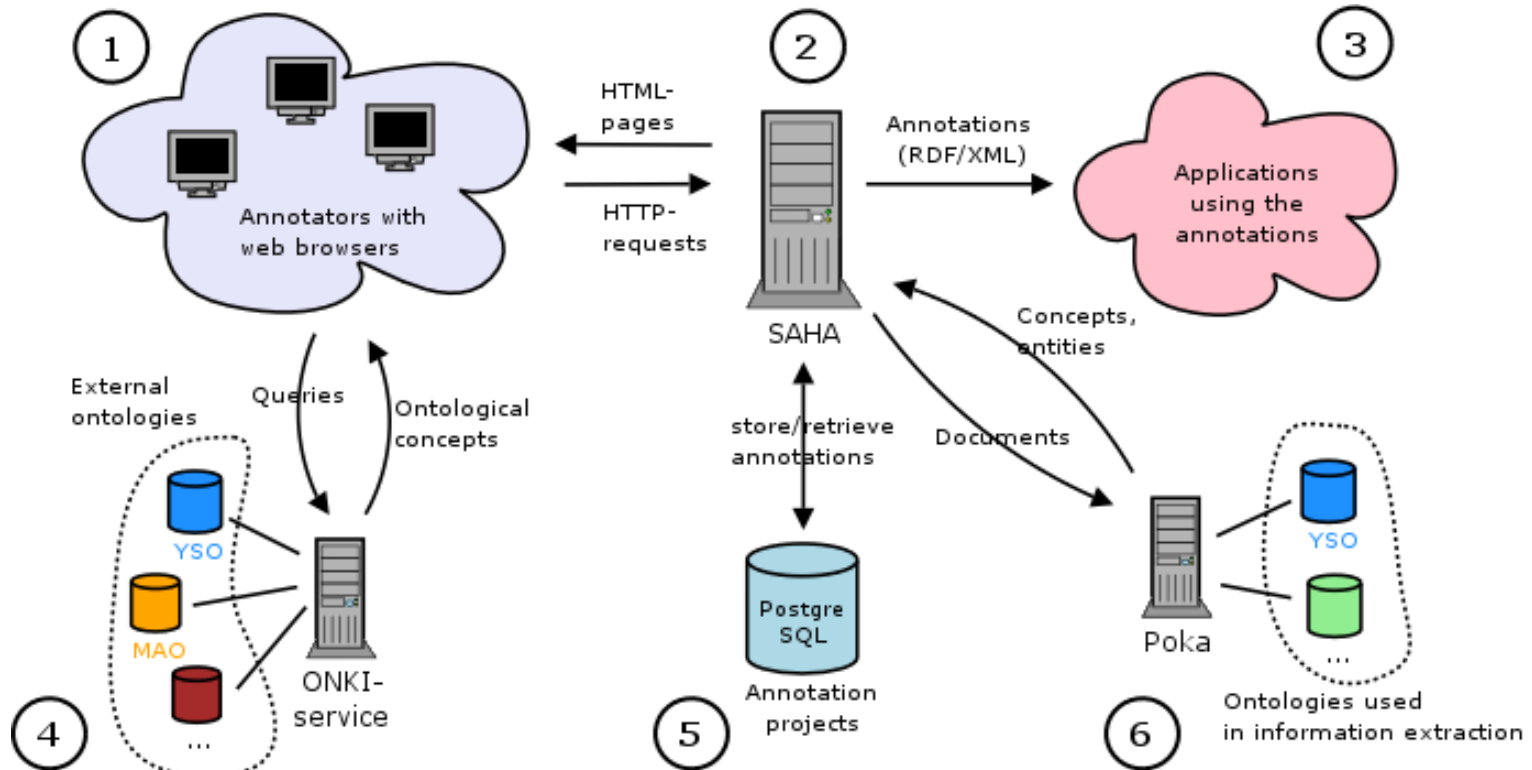 1
2
3
HTML-
pages
HTTP-
requests
Annotators with
web browsers
Annotations
(RDF/XML)
Applications
using the
annotations
SAHA
Concepts,
entities
External
ontologies
Queries
Ontological
concepts
store/retrieve
annotations
Documents
YSO
MAO
...
ONKI-
service
Postgre
SQL
Annotation
projects
Poka
YSO
...
Ontologies used
in information extraction
4
5
6